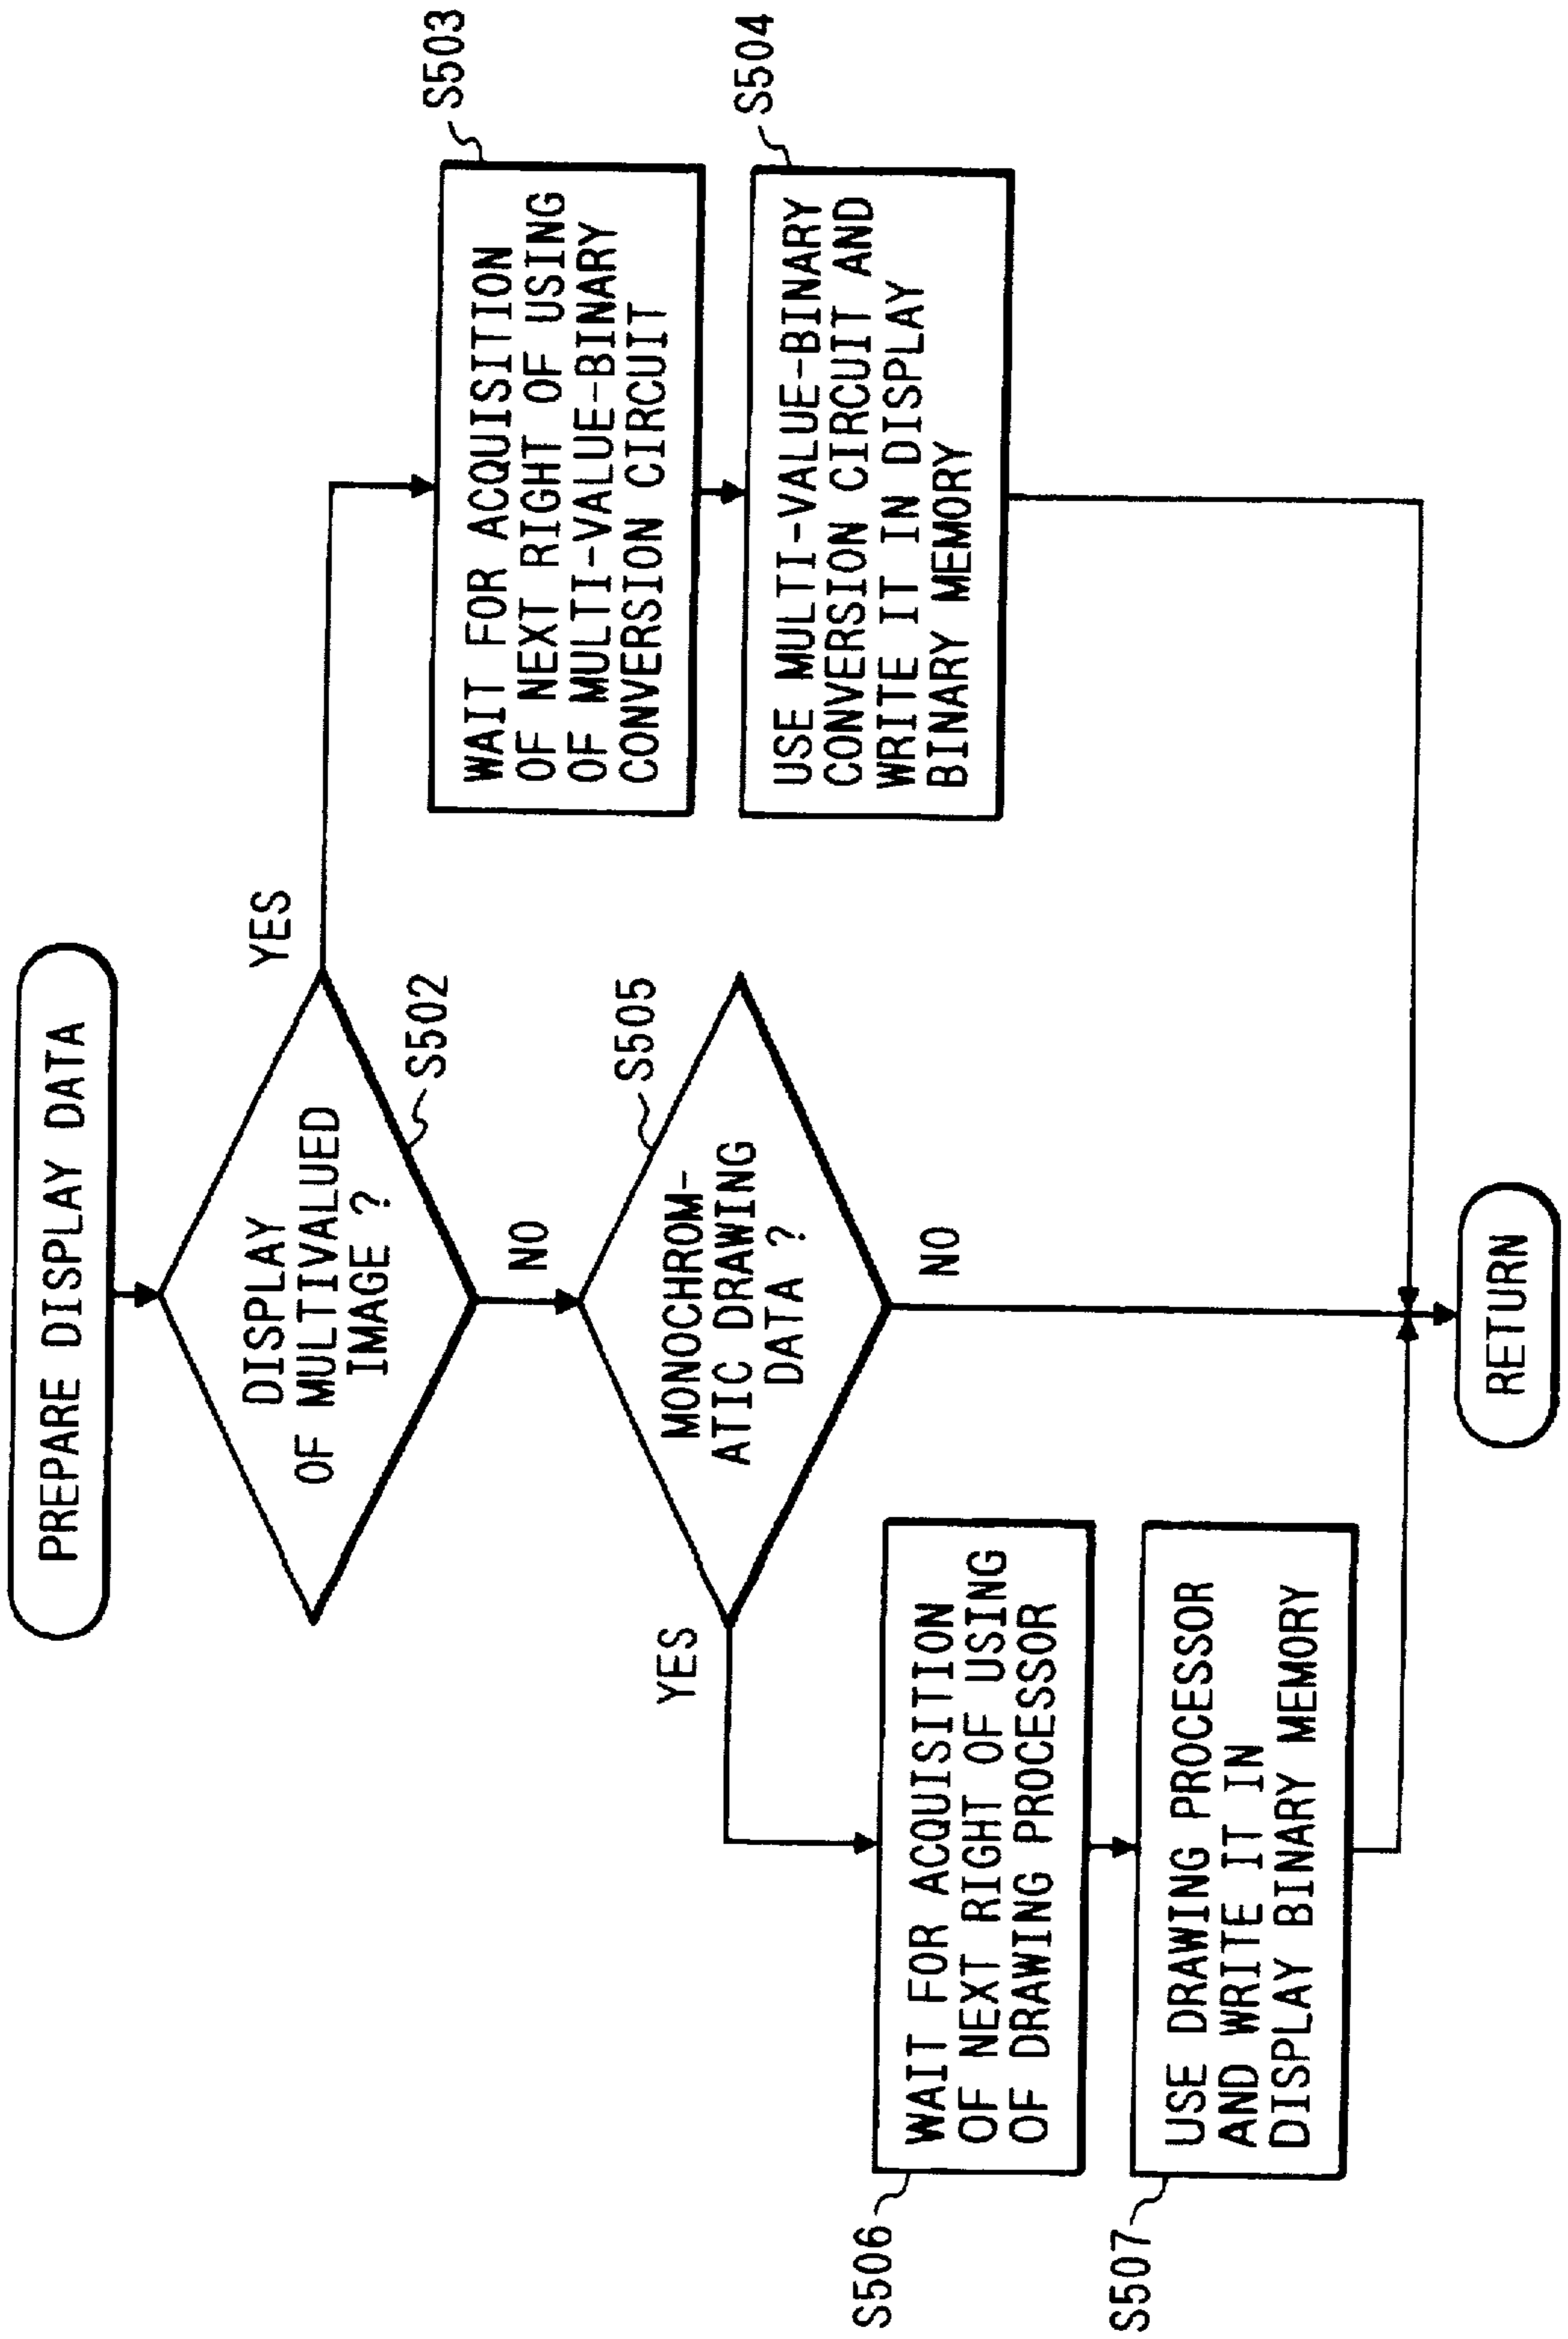 PREPARE DISPLAY DATA
DISPLAY
OF MULTIVALUED
IMAGE ?
S502
YES
NO
WAIT FOR ACQUISITION
OF NEXT RIGHT OF USING
OF MULTI-VALUE-BINARY
CONVERSION CIRCUIT
S503
USE MULTI-VALUE-BINARY
CONVERSION CIRCUIT AND
WRITE IT IN DISPLAY
BINARY MEMORY
S504
MONOCHROM-
ATIC DRAWING
DATA ?
S505
YES
NO
WAIT FOR ACQUISITION
OF NEXT RIGHT OF USING
OF DRAWING PROCESSOR
S506
USE DRAWING PROCESSOR
AND WRITE IT IN
DISPLAY BINARY MEMORY
S507
RETURN